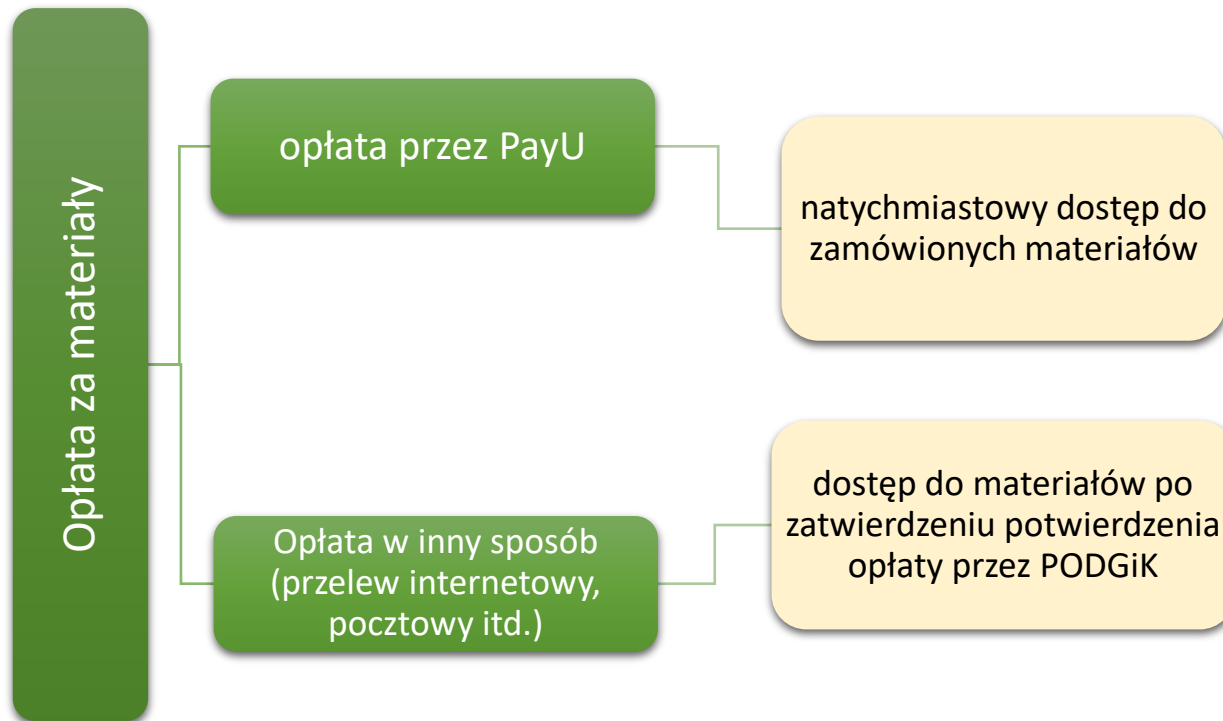 Opłata za materiały
opłata przez PayU
natychmiastowy dostęp do
zamówionych materiałów
Opłata w inny sposób
(przelew internetowy,
pocztowy itd.)
dostęp do materiałów po
zatwierdzeniu potwierdzenia
opłaty przez PODGiK